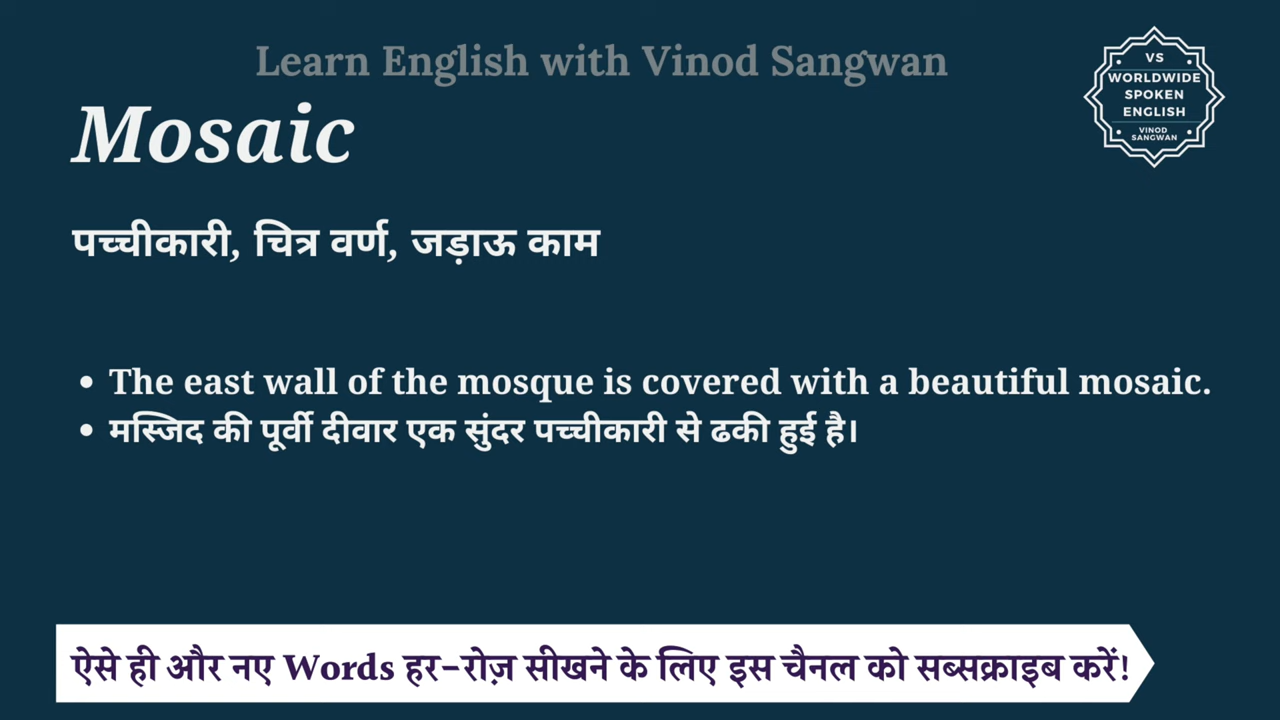 Learn English with Vinod Sangwan
VS
WORLDWIDE
SPOKEN
ENGLISH
VINOD
SANGWAN
Mosaic
पच्चीकारी, चित्र वर्ण, जड़ाऊ काम
• The east wall of the mosque is covered with a beautiful mosaic.
• मस्जिद की पूर्वी दीवार एक सुंदर पच्चीकारी से ढकी हुई है।
ऐसे ही और नए Words हर-रोज़ सीखने के लिए इस चैनल को सब्सक्राइब करें!